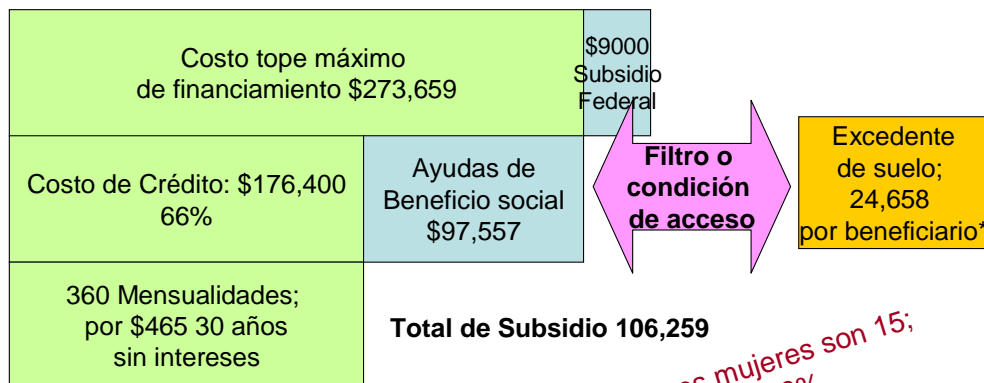 Costo tope máximo
de financiamiento $273,659
$9000
Subsidio
Federal
Costo de Crédito: $176,400
66%
Ayudas de
Beneficio social
$97,557
Filtro o
condición
de acceso
Excedente
de suelo;
24,658
por beneficiario*
360 Mensualidades;
por $465 30 años
sin intereses
Total de Subsidio 106,259
mujeres son 15;